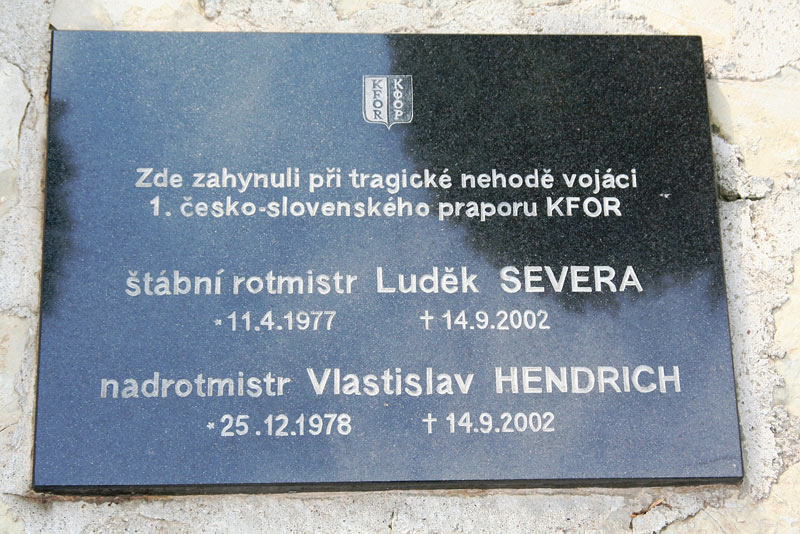 KFOR КФОР
Zde zahynuli při tragické nehodě vojáci
1. česko-slovenského praporu KFOR
štábní rotmistr Luděk SEVERA
* 11.4.1977 † 14.9.2002
nadrotmistr Vlastislav HENDRICH
* 25.12.1978 † 14.9.2002